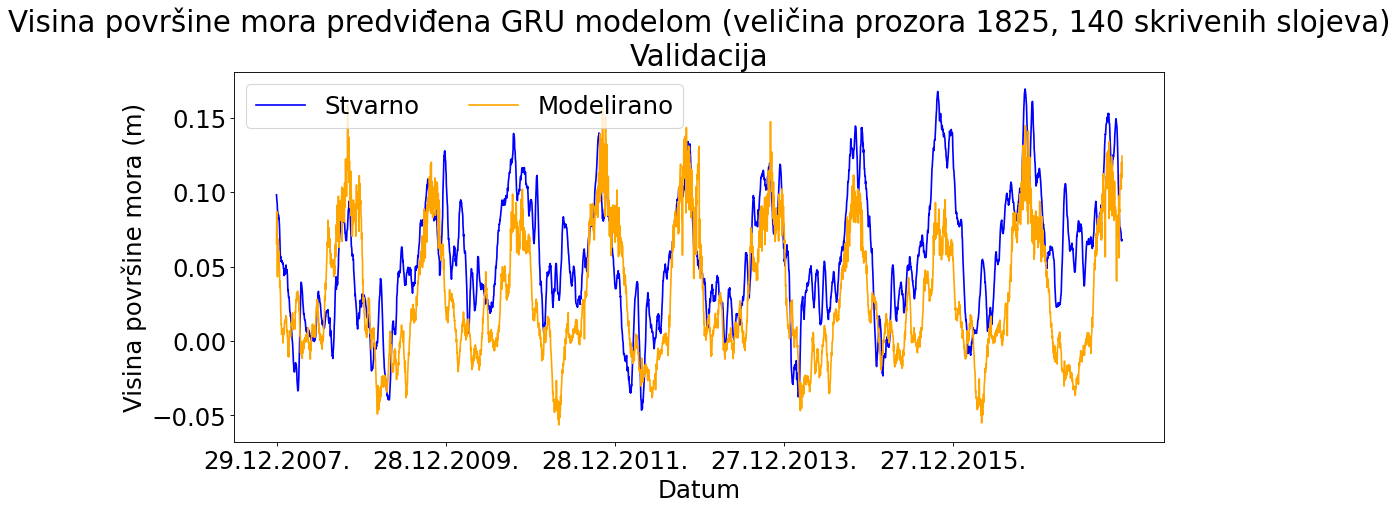 Visina površine mora predviđena GRU modelom (veličina prozora 1825, 140 skrivenih slojeva)
Validacija
Stvarno
Modelirano
Visina površine mora (m)
0.15
0.10
0.05
0.00
−0.05
29.12.2007.
28.12.2009.
28.12.2011.
27.12.2013.
27.12.2015.
Datum